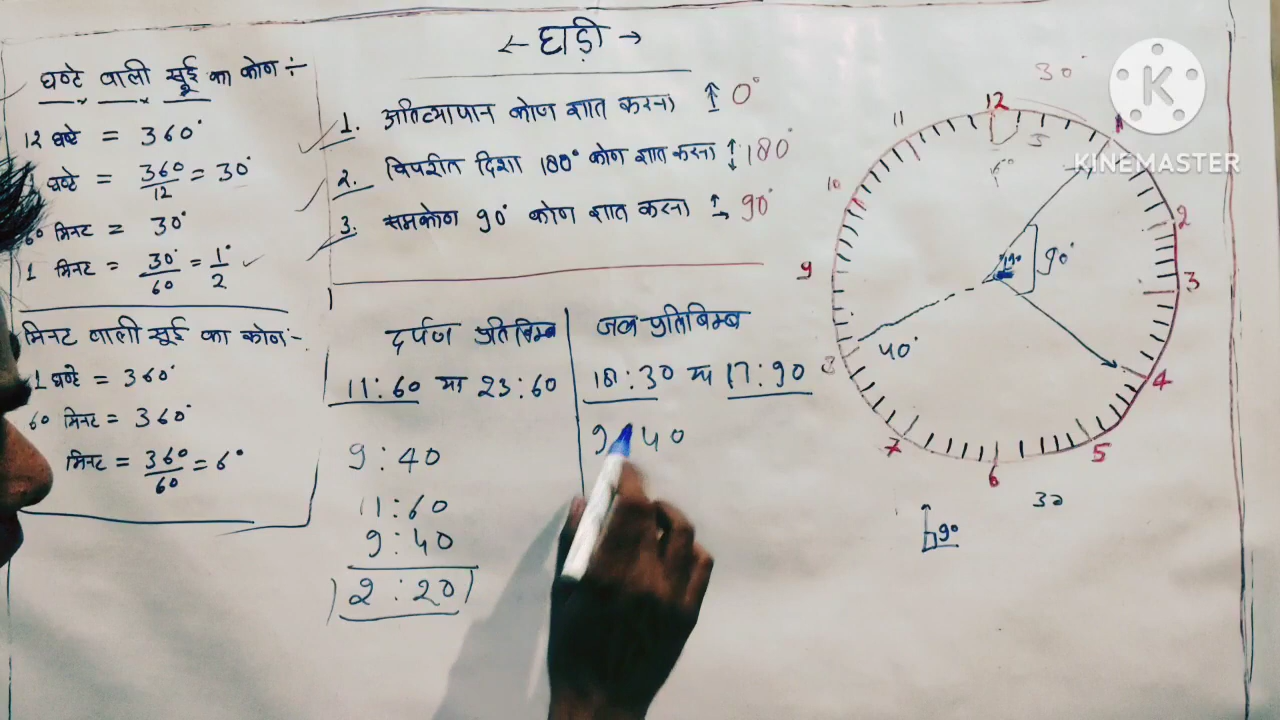 ← घड़ी →
घण्टे वाली सूई का कोण ÷
12 घण्टे = 360°
घण्टे = 360/12 = 30°
60 मिनट = 30°
1 मिनट = 30°/60 = 1°/2
मिनट वाली सूई का कोण :-
1 घण्टे = 360°
60 मिनट = 360°
मिनट = 360/60 = 6°
1. अतिव्यापान कोण ज्ञात करना ↑ 0°
2. विपरीत दिशा 180° कोण ज्ञात करना ↕ 180°
3. समकोण 90° कोण ज्ञात करना 90°
दर्पण प्रतिबिम्ब
11:60 या 23:60
9:40
11:60
9:40
2:20
जल प्रतिबिम्ब
18:30 या 17:90
9 40
30°
12
11
10
9
8
7
6
5
4
3
2
5
90°
40°
30
90
K
KINEMASTER